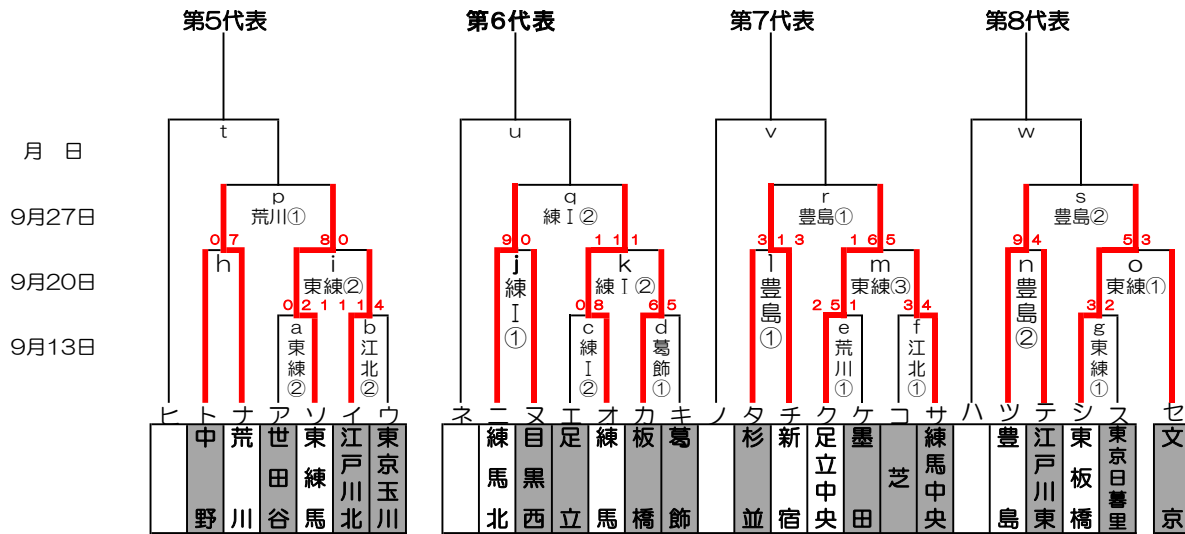 第5代表 第6代表 第7代表 第8代表
t u v w
月 日
p q r s
9月27日 荒川① 練Ⅰ② 豊島① 豊島②
0 7 8 0 9 0 1 1 1 3 1 3 1 6 5 9 4 5 3
h i j k l m n o
9月20日 東練② 練Ⅰ① 練Ⅰ② 豊島① 東練③ 豊島② 東練①
0 2 1 1 1 4 0 8 6 5 2 5 1 3 4 3 2
a b c d e f g
9月13日 東練② 江北② 練Ⅰ② 葛飾① 荒川① 江北① 東練①
ヒ ト ナ ア ソ イ ウ ネ ニ ヌ エ オ カ キ ノ タ チ ク ケ コ サ ハ ツ テ シ ス セ
中野 荒川 世田谷 東練馬 江戸川北 東京玉川 練馬北 目黒西 足立 練馬 板橋 葛飾 杉並 新宿 足立中央 墨田 芝 練馬中央 豊島 江戸川東 東板橋 東京日暮里 文京